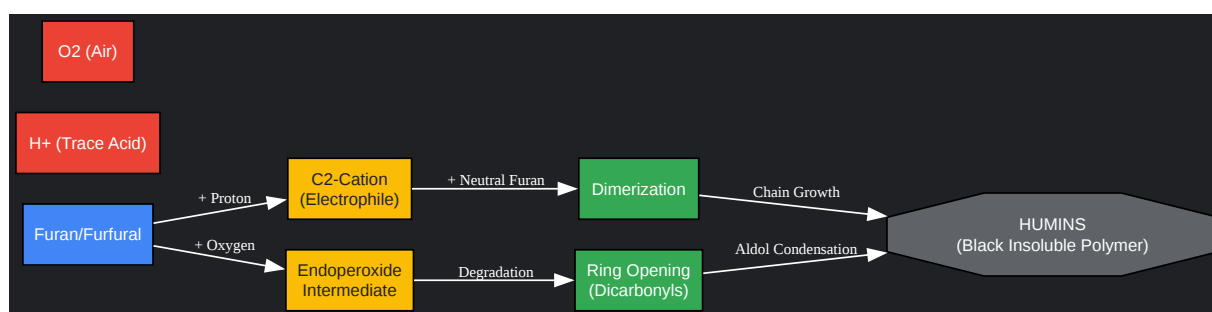 O2 (Air)
H+ (Trace Acid)
Furan/Furfural
+ Proton
+ Oxygen
C2-Cation
(Electrophile)
Endoperoxide
Intermediate
+ Neutral Furan
Degradation
Dimerization
Ring Opening
(Dicarbonyls)
Chain Growth
Aldol Condensation
HUMINS
(Black Insoluble Polymer)